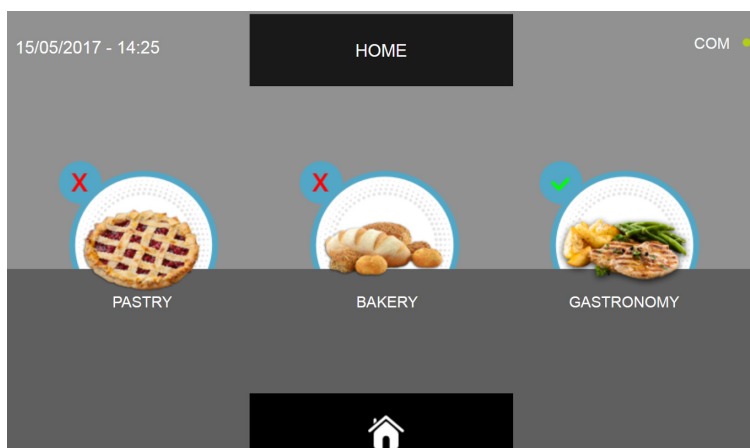 15/05/2017 - 14:25
HOME
COM
X
X
PASTRY
BAKERY
GASTRONOMY